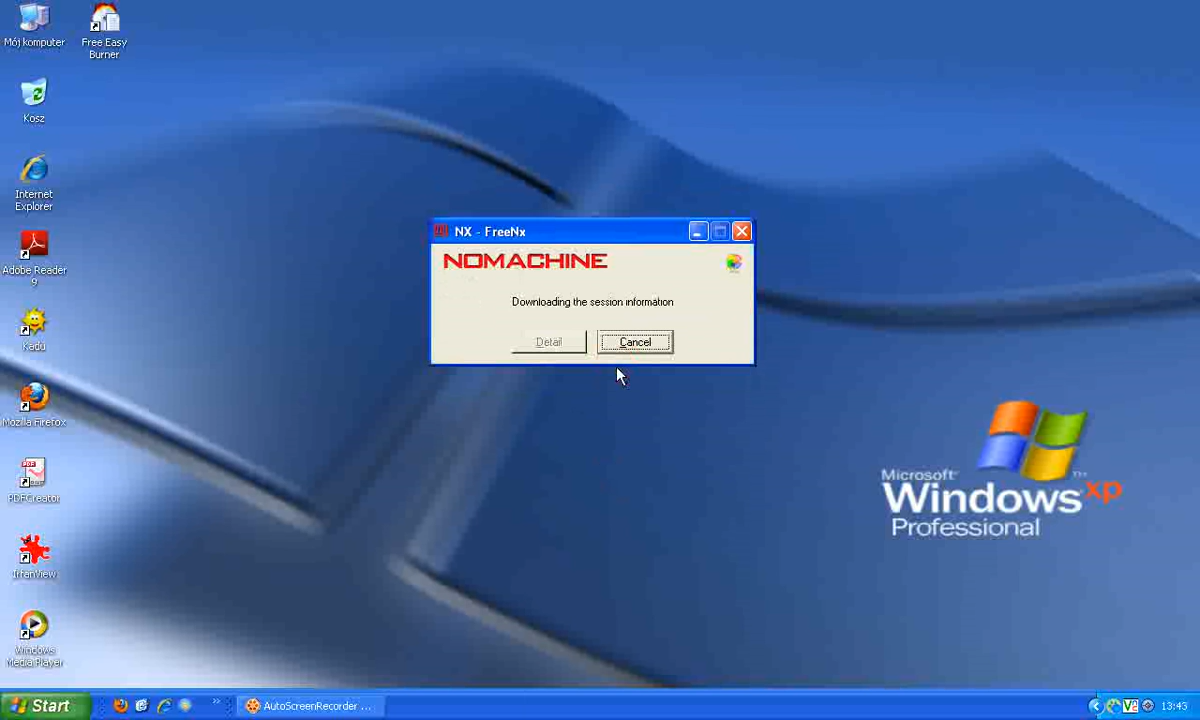 Mój komputer
Free Easy
Burner
Kosz
Internet
Explorer
Adobe Reader
9
Kadu
Mozilla Firefox
PDFCreator
IrfanView
Windows
Media Player
NX - FreeNx
NOMACHINE
Downloading the session information
Detail
Cancel
Microsoft
Windows xp
Professional
Start
AutoScreenRecorder ...
13:43